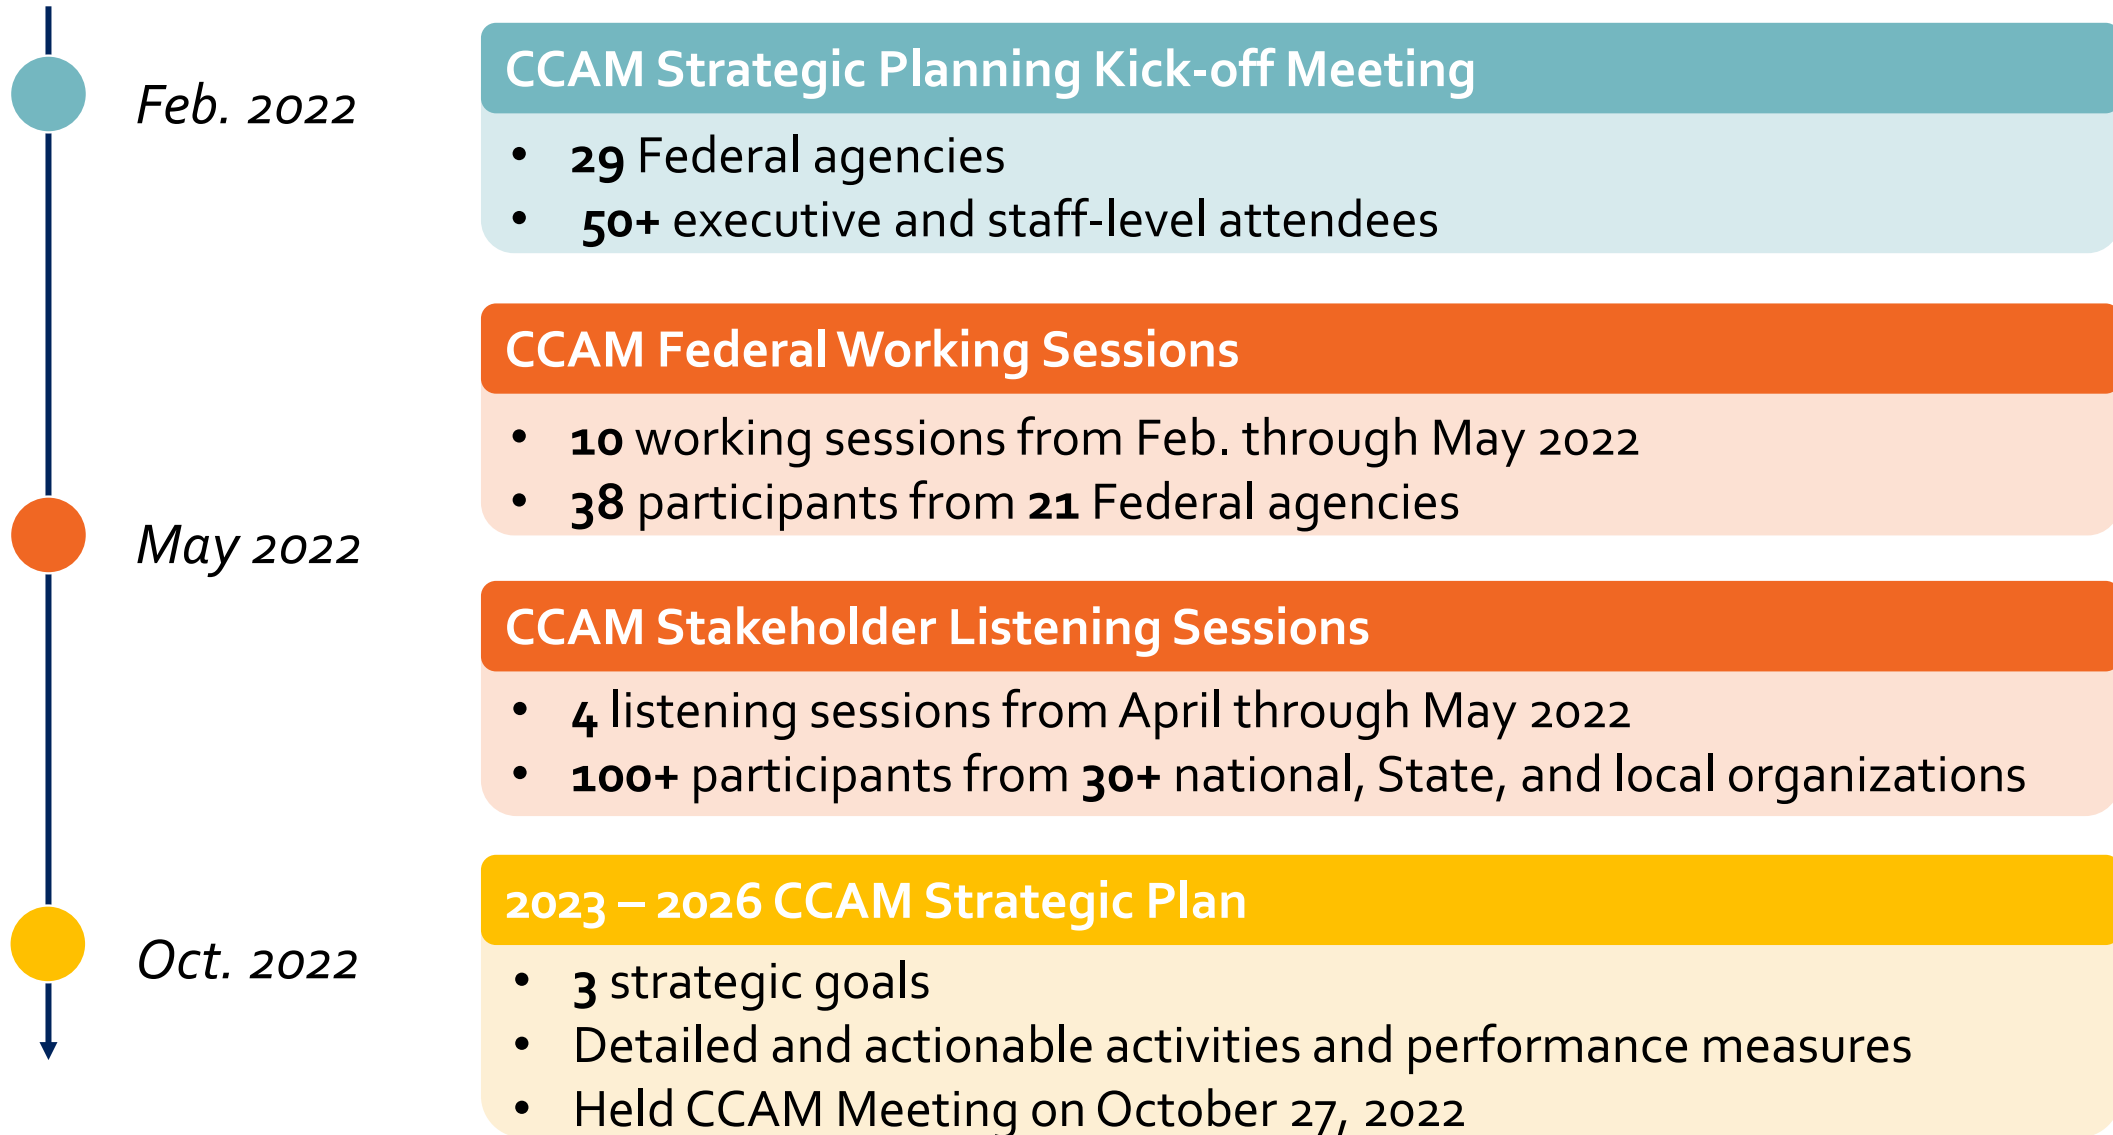 Feb. 2022
CCAM Strategic Planning Kick-off Meeting
• 29 Federal agencies
• 50+ executive and staff-level attendees
May 2022
CCAM Federal Working Sessions
• 10 working sessions from Feb. through May 2022
• 38 participants from 21 Federal agencies
CCAM Stakeholder Listening Sessions
• 4 listening sessions from April through May 2022
• 100+ participants from 30+ national, State, and local organizations
Oct. 2022
2023 – 2026 CCAM Strategic Plan
• 3 strategic goals
• Detailed and actionable activities and performance measures
• Held CCAM Meeting on October 27, 2022